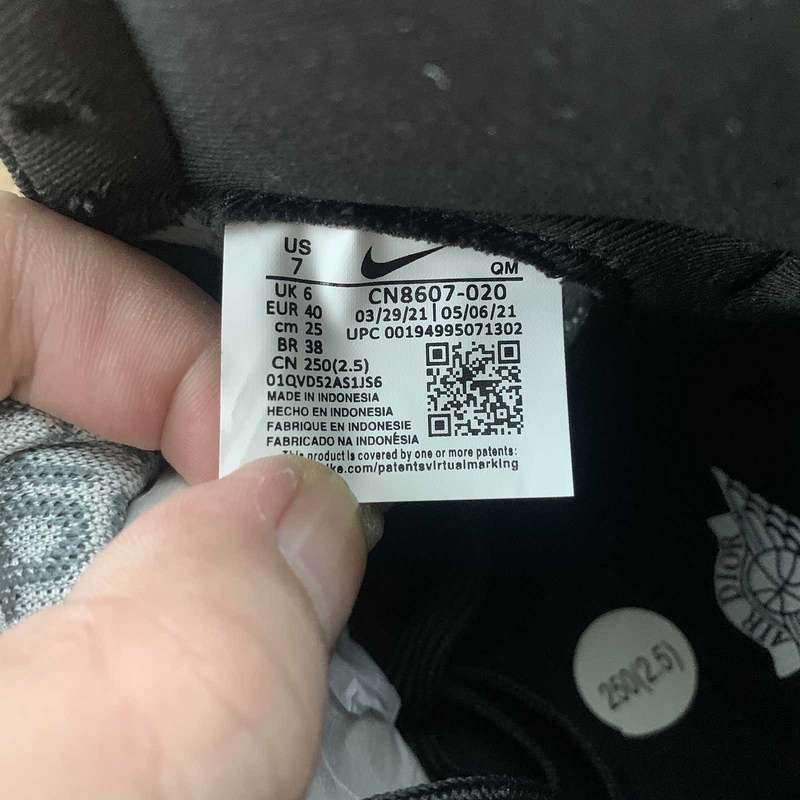 US
7
QM
UK 6
CN8607-020
EUR 40
03/29/21 | 05/06/21
cm 25
UPC 00194995071302
BR 38
CN 250(2.5)
01QVD52AS1JS6
MADE IN INDONESIA
HECHO EN INDONESIA
FABRIQUE EN INDONESIE
FABRICADO NA INDONÉSIA
This product is covered by one or more patents:
ke.com/patentsvirtualmarking
AIR DIOR
250(2.5)